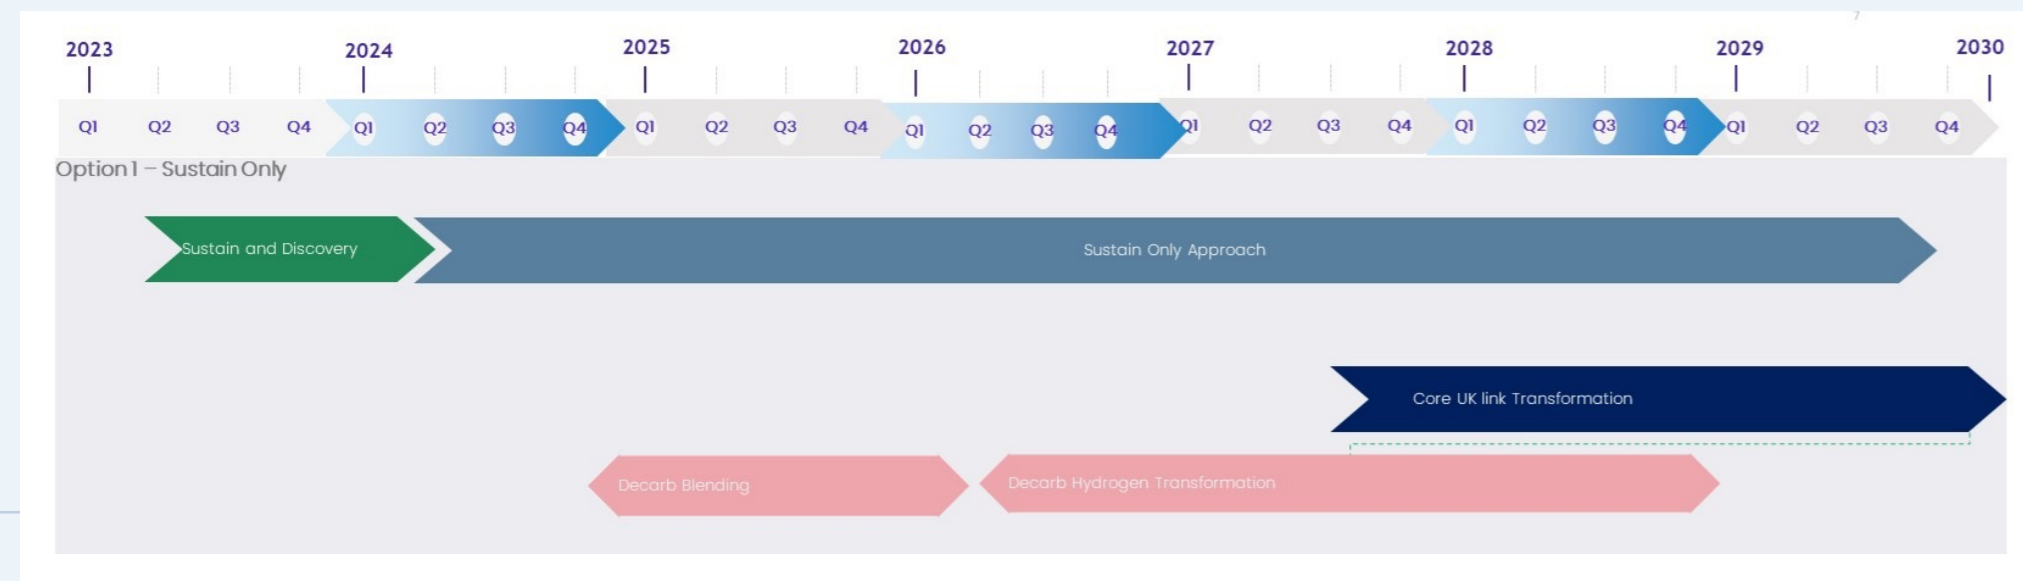 7
2023 2024 2025 2026 2027 2028 2029 2030
Q1 Q2 Q3 Q4 Q1 Q2 Q3 Q4 Q1 Q2 Q3 Q4 Q1 Q2 Q3 Q4 Q1 Q2 Q3 Q4 Q1 Q2 Q3 Q4 Q1 Q2 Q3 Q4
Option 1 – Sustain Only
Sustain and Discovery
Sustain Only Approach
Core UK link Transformation
Decarb Blending
Decarb Hydrogen Transformation